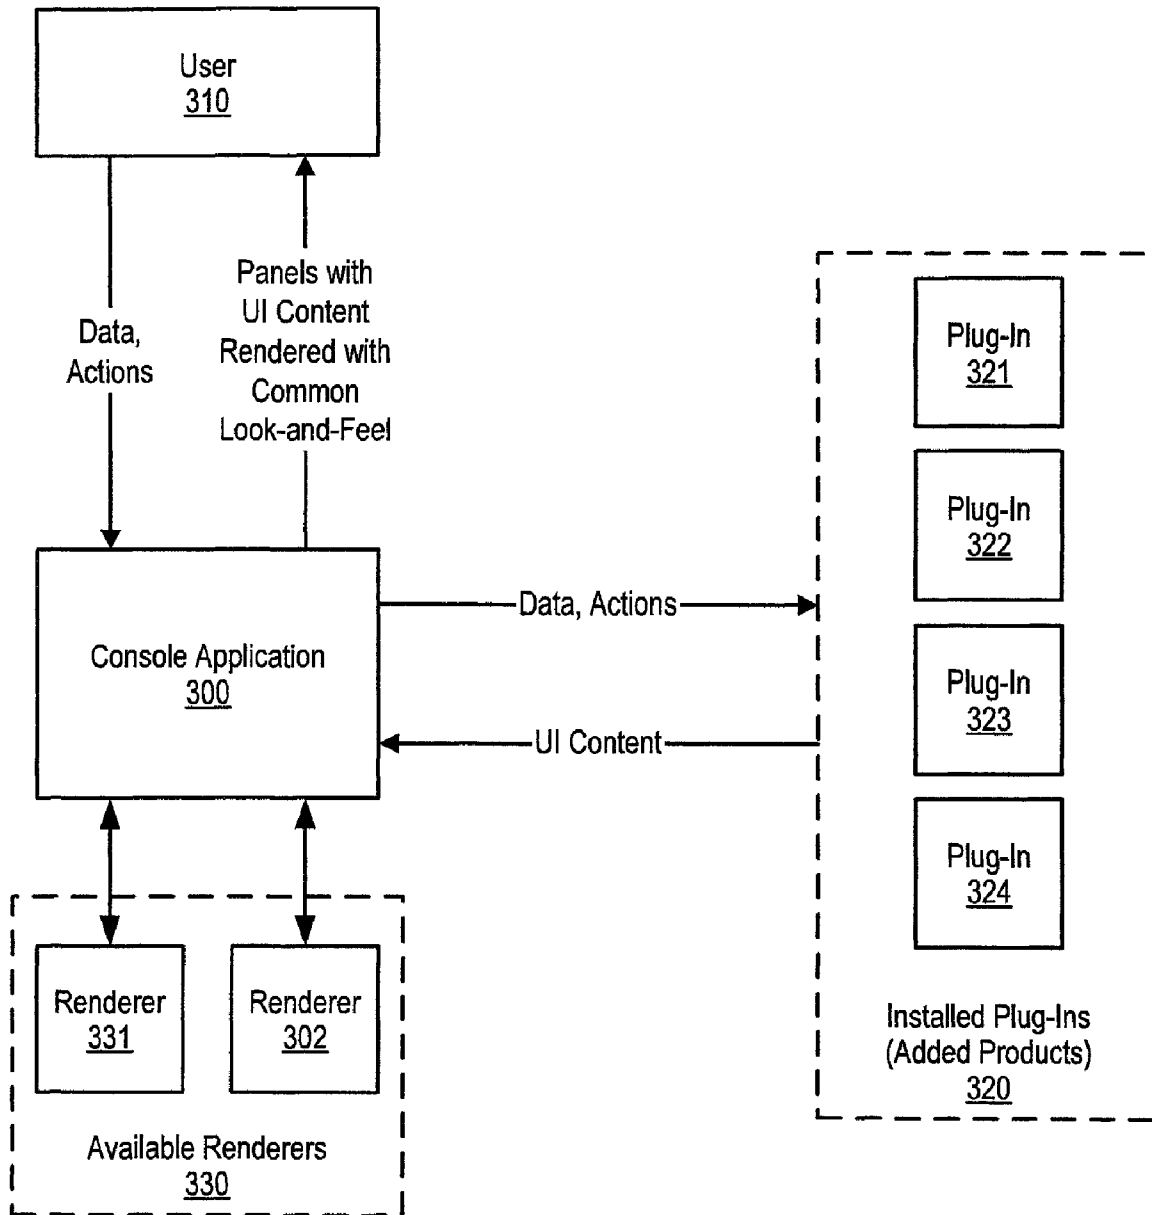 User
310
Data,
Actions
Panels with
UI Content
Rendered with
Common
Look-and-Feel
Console Application
300
Data, Actions
UI Content
Plug-In
321
Plug-In
322
Plug-In
323
Plug-In
324
Installed Plug-Ins
(Added Products)
320
Renderer
331
Renderer
302
Available Renderers
330